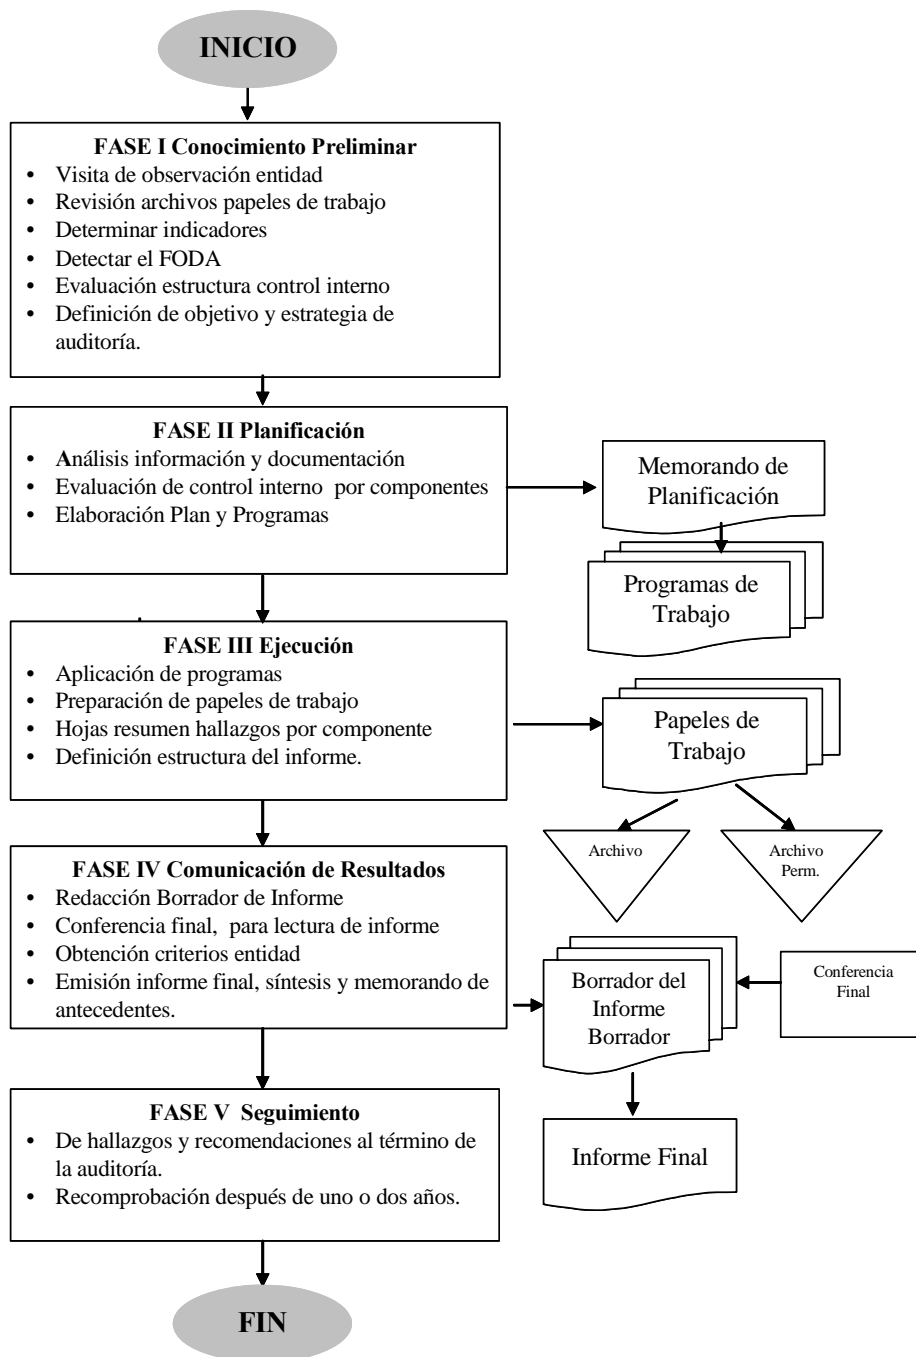 INICIO
FASE I Conocimiento Preliminar
• Visita de observación entidad
• Revisión archivos papeles de trabajo
• Determinar indicadores
• Detectar el FODA
• Evaluación estructura control interno
• Definición de objetivo y estrategia de
auditoría.
FASE II Planificación
• Análisis información y documentación
• Evaluación de control interno por componentes
• Elaboración Plan y Programas
Memorando de
Planificación
Programas de
Trabajo
FASE III Ejecución
• Aplicación de programas
• Preparación de papeles de trabajo
• Hojas resumen hallazgos por componente
• Definición estructura del informe.
Papeles de
Trabajo
Archivo
Archivo
Perm.
FASE IV Comunicación de Resultados
• Redacción Borrador de Informe
• Conferencia final, para lectura de informe
• Obtención criterios entidad
• Emisión informe final, síntesis y memorando de
antecedentes.
Borrador del
Informe
Borrador
Conferencia
Final
FASE V Seguimiento
• De hallazgos y recomendaciones al término de
la auditoría.
• Recomprobación después de uno o dos años.
Informe Final
FIN